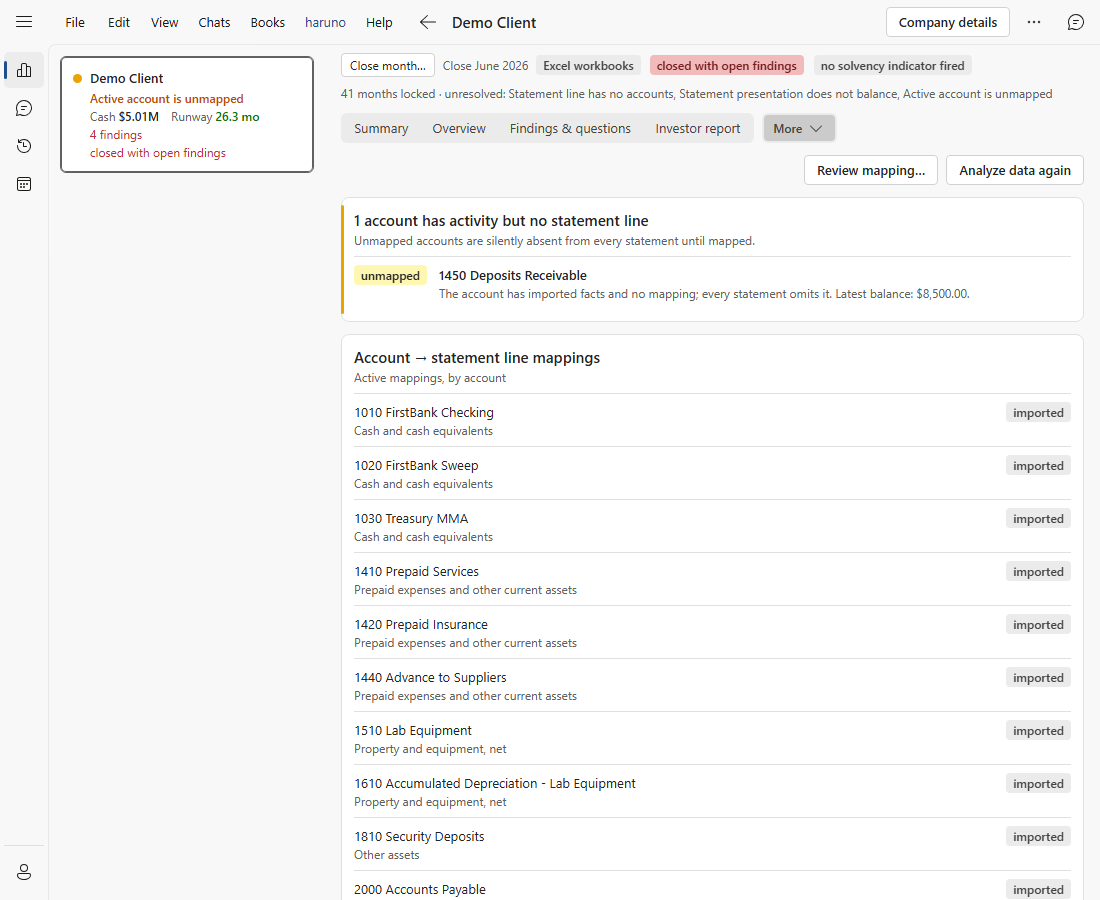 File Edit View Chats Books haruno Help Demo Client Company details
Demo Client
Active account is unmapped
Cash $5.01M Runway 26.3 mo
4 findings
closed with open findings
Close month... Close June 2026 Excel workbooks closed with open findings no solvency indicator fired
41 months locked · unresolved: Statement line has no accounts, Statement presentation does not balance, Active account is unmapped
Summary Overview Findings & questions Investor report More
Review mapping... Analyze data again
1 account has activity but no statement line
Unmapped accounts are silently absent from every statement until mapped.
unmapped 1450 Deposits Receivable
The account has imported facts and no mapping; every statement omits it. Latest balance: $8,500.00.
Account → statement line mappings
Active mappings, by account
1010 FirstBank Checking imported
Cash and cash equivalents
1020 FirstBank Sweep imported
Cash and cash equivalents
1030 Treasury MMA imported
Cash and cash equivalents
1410 Prepaid Services imported
Prepaid expenses and other current assets
1420 Prepaid Insurance imported
Prepaid expenses and other current assets
1440 Advance to Suppliers imported
Prepaid expenses and other current assets
1510 Lab Equipment imported
Property and equipment, net
1610 Accumulated Depreciation - Lab Equipment imported
Property and equipment, net
1810 Security Deposits imported
Other assets
2000 Accounts Payable imported